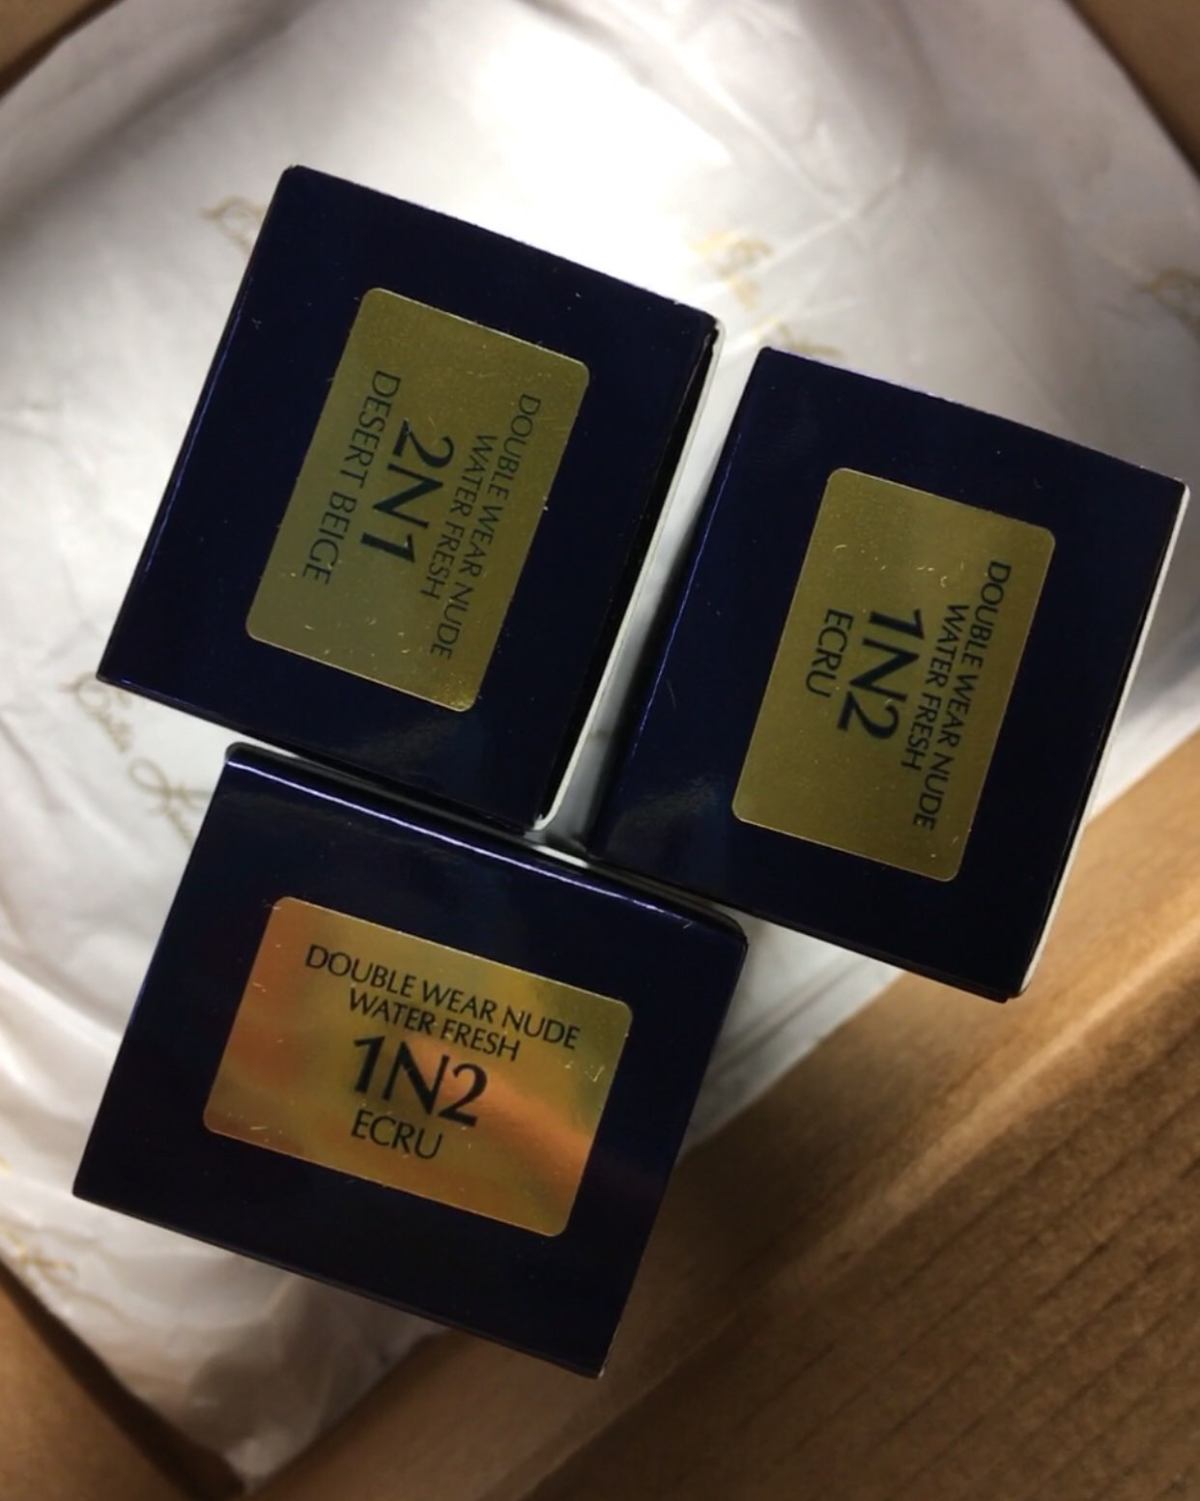 DOUBLE WEAR NUDE
WATER FRESH
2N1
DESERT BEIGE
DOUBLE WEAR NUDE
WATER FRESH
1N2
ECRU
DOUBLE WEAR NUDE
WATER FRESH
1N2
ECRU